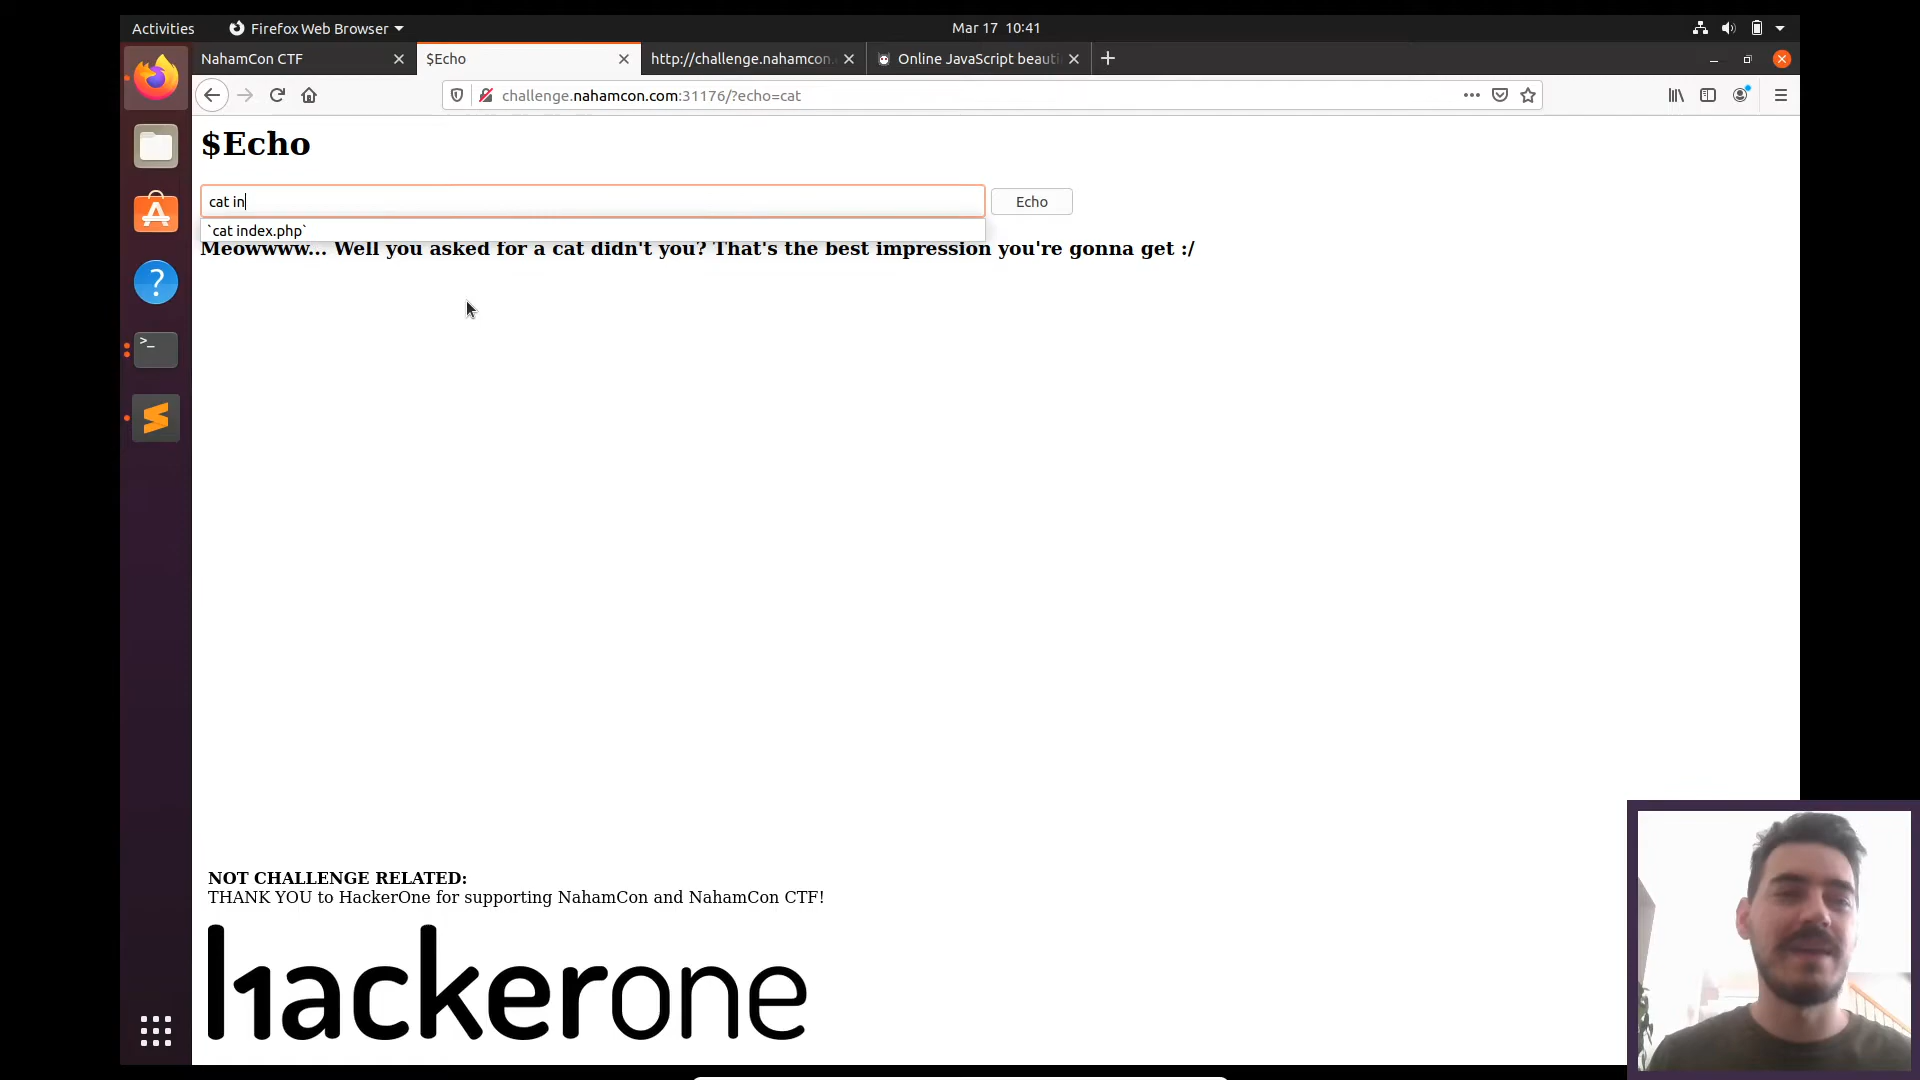 Activities
Firefox Web Browser
Mar 17 10:41
NahamCon CTF
$Echo
http://challenge.nahamcon.
Online JavaScript beauti
challenge.nahamcon.com:31176/?echo=cat
$Echo
cat in
Echo
`cat index.php`
Meowwww... Well you asked for a cat didn't you? That's the best impression you're gonna get :/
NOT CHALLENGE RELATED:
THANK YOU to HackerOne for supporting NahamCon and NahamCon CTF!
hackerone